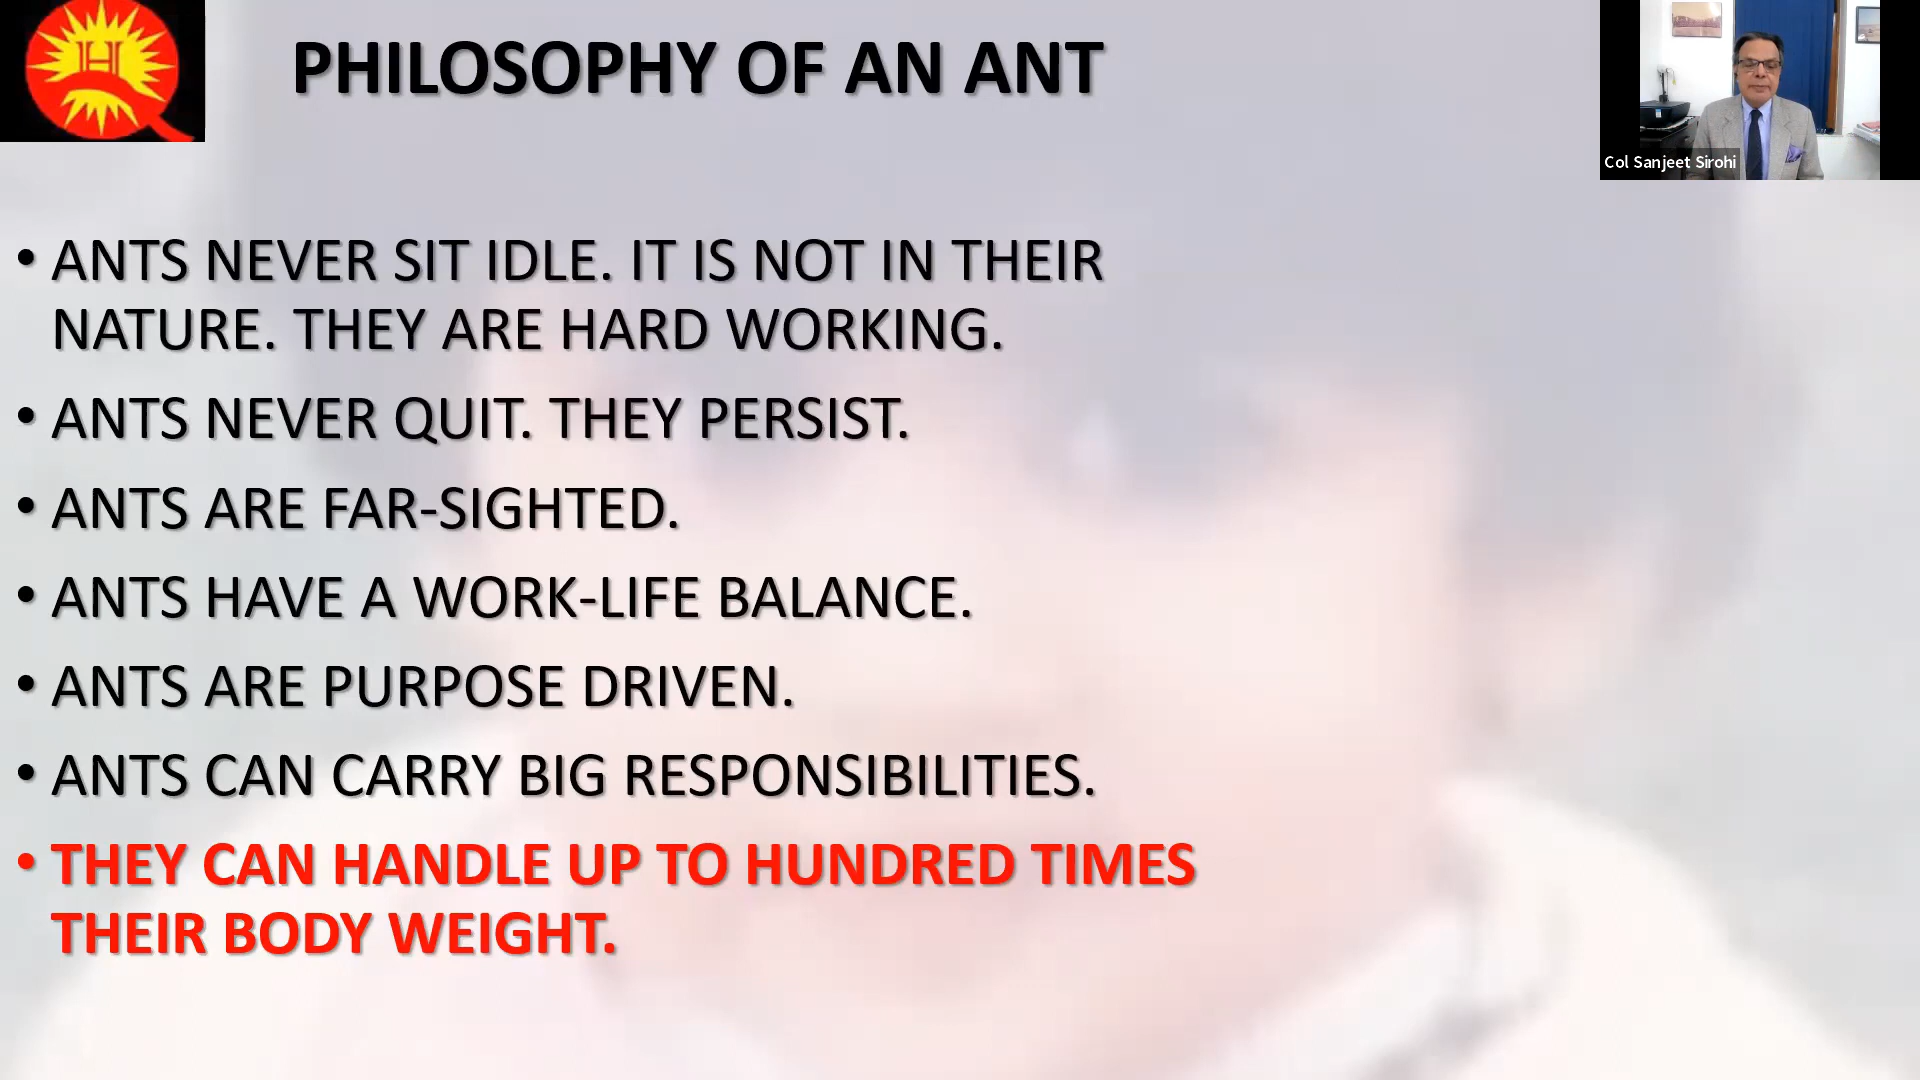 H
PHILOSOPHY OF AN ANT
Col Sanjeet Sirohi
• ANTS NEVER SIT IDLE. IT IS NOT IN THEIR
NATURE. THEY ARE HARD WORKING.
• ANTS NEVER QUIT. THEY PERSIST.
• ANTS ARE FAR-SIGHTED.
• ANTS HAVE A WORK-LIFE BALANCE.
• ANTS ARE PURPOSE DRIVEN.
• ANTS CAN CARRY BIG RESPONSIBILITIES.
• THEY CAN HANDLE UP TO HUNDRED TIMES
THEIR BODY WEIGHT.